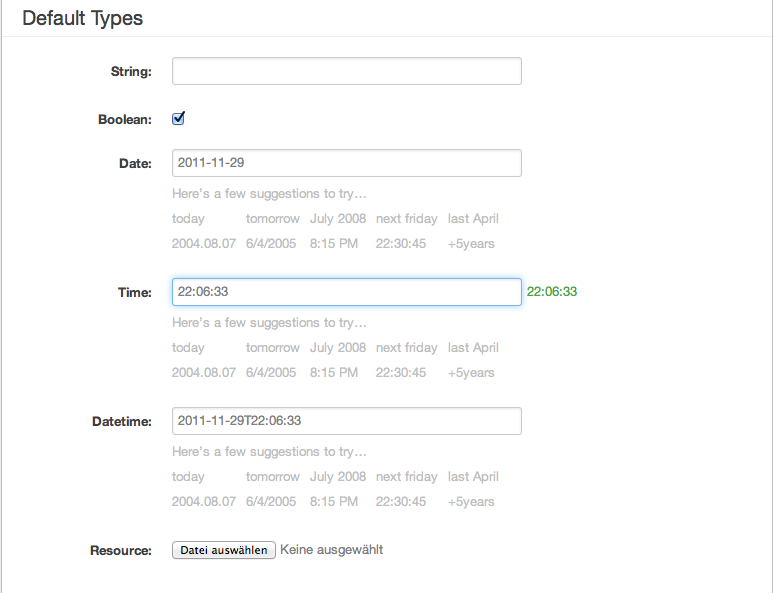 Default Types
String:
Boolean:
Date: 2011-11-29
Here's a few suggestions to try...
today tomorrow July 2008 next friday last April
2004.08.07 6/4/2005 8:15 PM 22:30:45 +5years
Time: 22:06:33 22:06:33
Here's a few suggestions to try...
today tomorrow July 2008 next friday last April
2004.08.07 6/4/2005 8:15 PM 22:30:45 +5years
Datetime: 2011-11-29T22:06:33
Here's a few suggestions to try...
today tomorrow July 2008 next friday last April
2004.08.07 6/4/2005 8:15 PM 22:30:45 +5years
Resource: Datei auswählen Keine ausgewählt